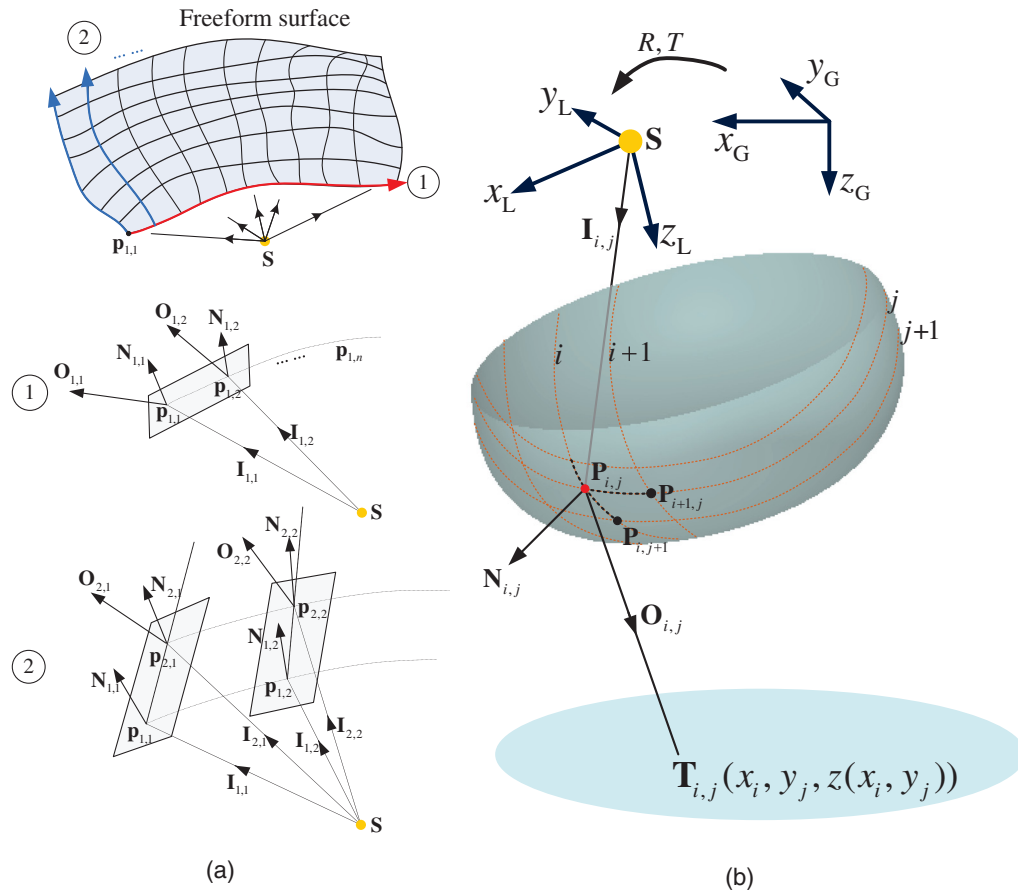 Freeform surface
2
... ...
1
p1,1
S
O1,2
N1,2
N1,1
O1,1
... ...
p1,n
1
p1,1
p1,2
I1,2
I1,1
S
N2,2
O2,2
O2,1
N2,1
p2,2
N1,2
2
p2,1
N1,1
p1,2
p1,1
I2,2
I2,1
I1,2
I1,1
S
(a)
R, T
yL
S
yG
xG
xL
zG
Ii,j
zL
j
j+1
i
i+1
Pi,j
Pi+1,j
Pi,j+1
Ni,j
Oi,j
Ti,j(xi, yj, z(xi, yj))
(b)